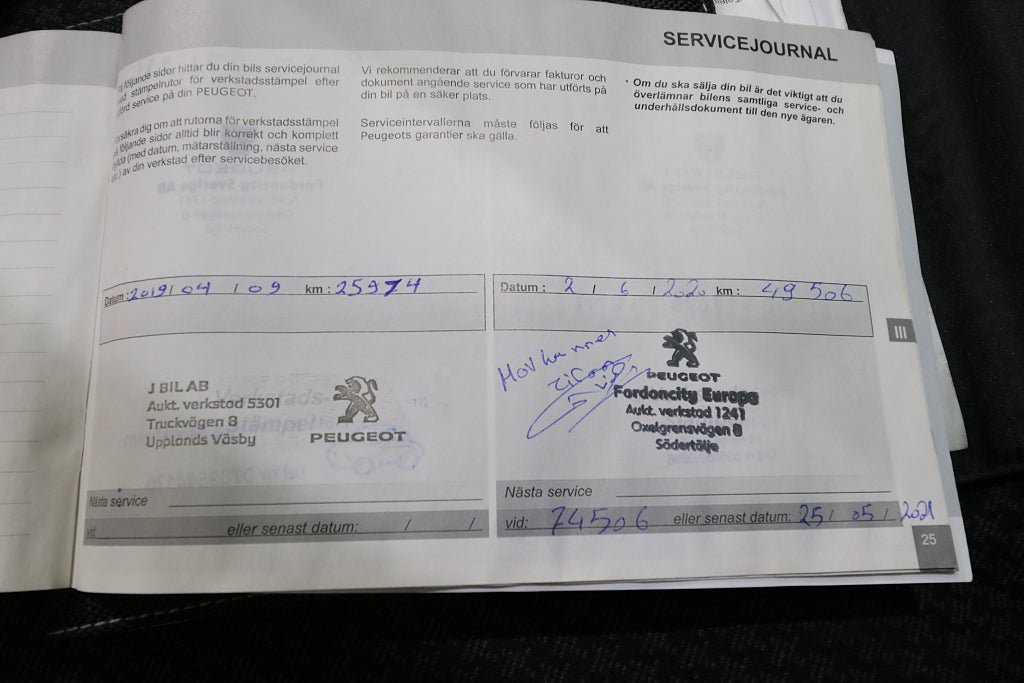 SERVICEJOURNAL
följande sidor hittar du din bils servicejournal
med stämpelrutor för verkstadsstämpel efter
utförd service på din PEUGEOT.
Försäkra dig om att rutorna för verkstadsstämpel
på följande sidor alltid blir korrekt och komplett
ifyllda (med datum, mätarställning, nästa service
etc.) av din verkstad efter servicebesöket.
Vi rekommenderar att du förvarar fakturor och
dokument angående service som har utförts på
din bil på en säker plats.
Serviceintervallerna måste följas för att
Peugeots garantier ska gälla.
• Om du ska sälja din bil är det viktigt att du
överlämnar bilens samtliga service- och
underhållsdokument till den nye ägaren.
Datum : 2019 / 04 / 09 km : 25974
J BIL AB
Aukt. verkstad 5301
Truckvägen 8
Upplands Väsby
PEUGEOT
Nästa service
vid: eller senast datum: / /
Datum : 2 / 6 / 2020 km : 49 506
Hovhannes
PEUGEOT
Fordoncity Europa
Aukt. verkstad 1241
Oxelgrensvägen 8
Södertälje
Nästa service
vid: 74506 eller senast datum: 25 / 05 / 2021
III
25